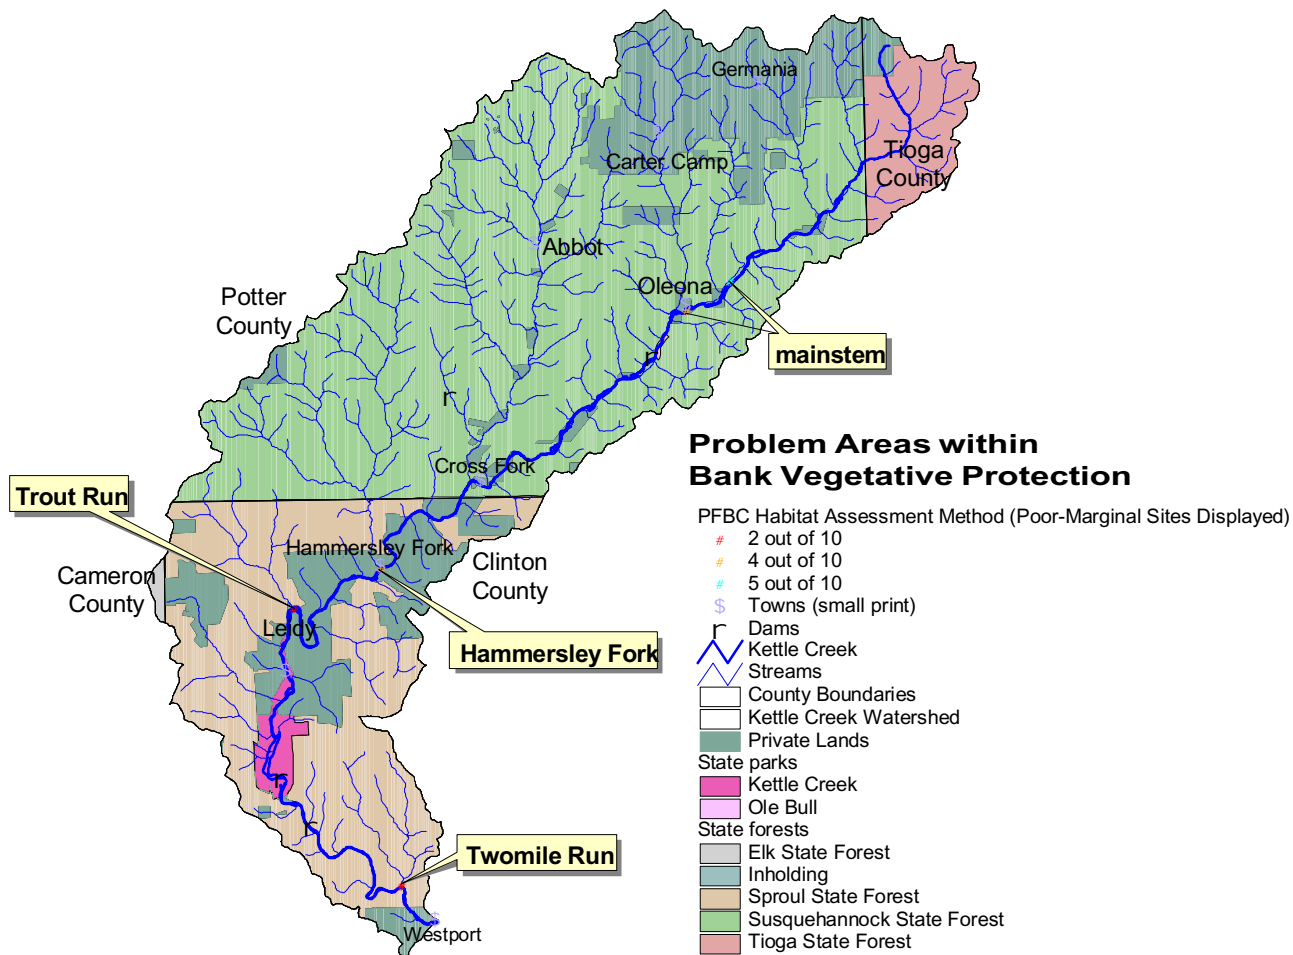 Germania
Carter Camp
Tioga
County
Abbot
Oleona
Potter
County
mainstem
r
r
Cross Fork
Trout Run
Hammersley Fork
Clinton
County
Cameron
County
Leidy
Hammersley Fork
r
r
Twomile Run
$
Westport
Problem Areas within
Bank Vegetative Protection
PFBC Habitat Assessment Method (Poor-Marginal Sites Displayed)
# 2 out of 10
# 4 out of 10
# 5 out of 10
$ Towns (small print)
r Dams
Kettle Creek
Streams
County Boundaries
Kettle Creek Watershed
Private Lands
State parks
Kettle Creek
Ole Bull
State forests
Elk State Forest
Inholding
Sproul State Forest
Susquehannock State Forest
Tioga State Forest